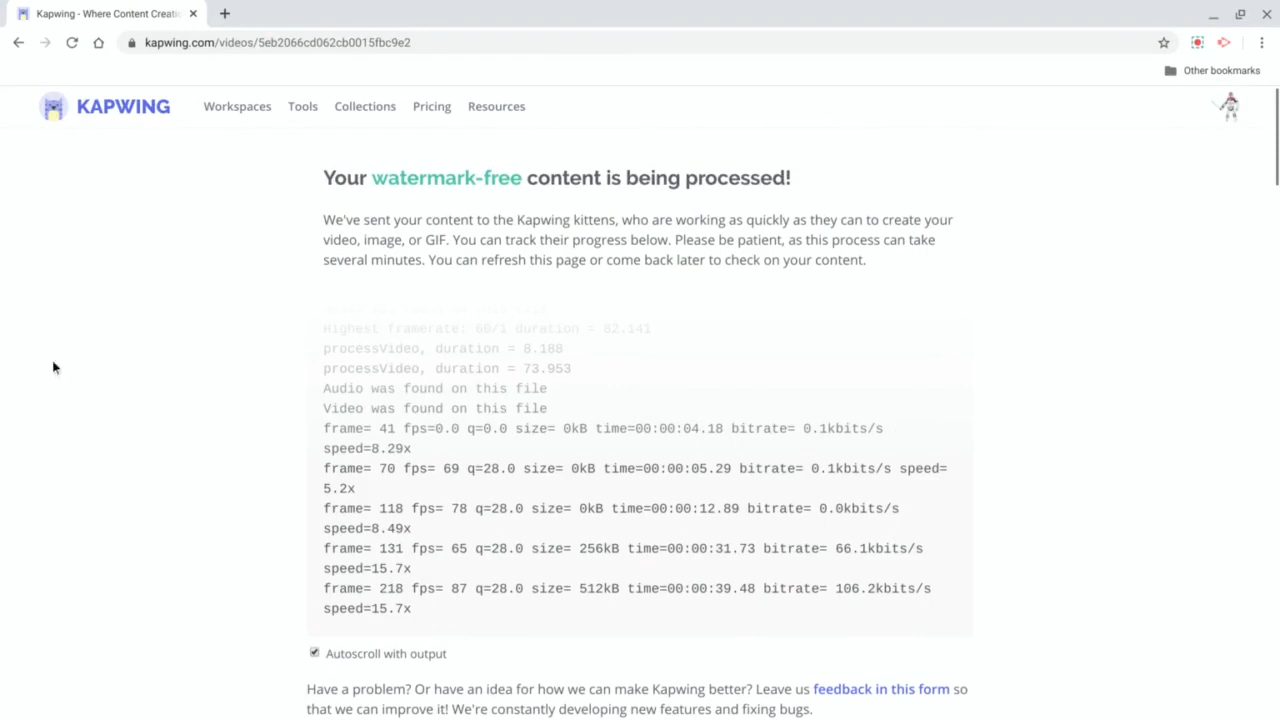 Kapwing - Where Content Creati
kapwing.com/videos/5eb2066cd062cb0015fbc9e2
Other bookmarks
KAPWING Workspaces Tools Collections Pricing Resources
Your watermark-free content is being processed!
We've sent your content to the Kapwing kittens, who are working as quickly as they can to create your
video, image, or GIF. You can track their progress below. Please be patient, as this process can take
several minutes. You can refresh this page or come back later to check on your content.
Highest framerate: 60/1 duration = 82.141
processVideo, duration = 8.188
processVideo, duration = 73.953
Audio was found on this file
Video was found on this file
frame= 41 fps=0.0 q=0.0 size= 0kB time=00:00:04.18 bitrate= 0.1kbits/s
speed=8.29x
frame= 70 fps= 69 q=28.0 size= 0kB time=00:00:05.29 bitrate= 0.1kbits/s speed=
5.2x
frame= 118 fps= 78 q=28.0 size= 0kB time=00:00:12.89 bitrate= 0.0kbits/s
speed=8.49x
frame= 131 fps= 65 q=28.0 size= 256kB time=00:00:31.73 bitrate= 66.1kbits/s
speed=15.7x
frame= 218 fps= 87 q=28.0 size= 512kB time=00:00:39.48 bitrate= 106.2kbits/s
speed=15.7x
Autoscroll with output
Have a problem? Or have an idea for how we can make Kapwing better? Leave us feedback in this form so
that we can improve it! We're constantly developing new features and fixing bugs.